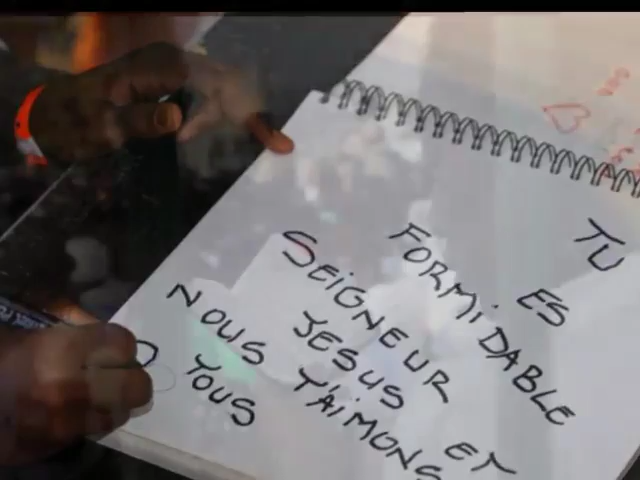 TU
ES
FORMIDABLE
SEIGNEUR
JESUS ET
NOUS T'AIMONS
TOUS